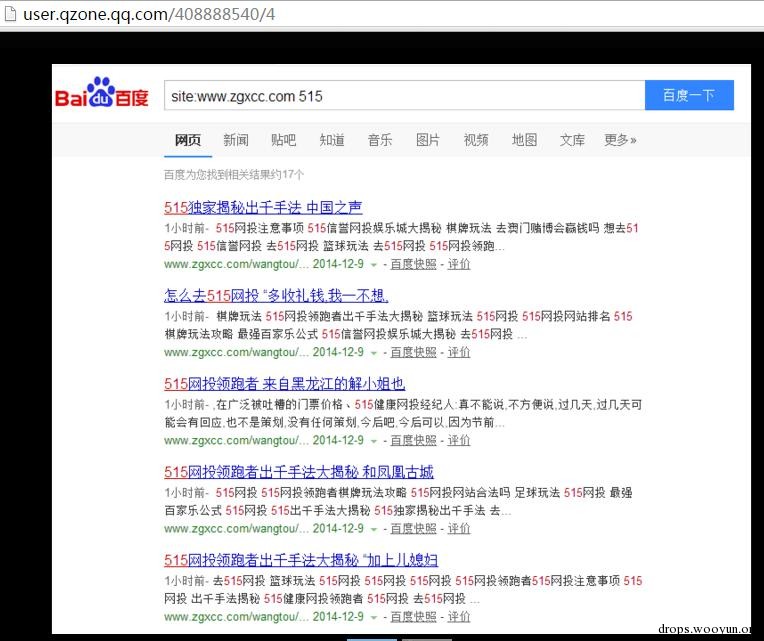 user.qzone.qq.com/408888540/4
Bai du 百度
site:www.zgxcc.com 515
百度一下
网页 新闻 贴吧 知道 音乐 图片 视频 地图 文库 更多»
百度为您找到相关结果约17个
515独家揭秘出千手法 中国之声
1小时前- 515网投注意事项 515信誉网投娱乐城大揭秘 棋牌玩法 去澳门赌博会赢钱吗 想去51
5网投 515信誉网投 去515网投 篮球玩法 去515网投 515网投领跑...
www.zgxcc.com/wangtou/... 2014-12-9 - 百度快照 - 评价
怎么去515网投 “多收礼钱,我一不想,
1小时前- 棋牌玩法 515网投领跑者出千手法大揭秘 篮球玩法 515网投 515网投网站排名 515
棋牌玩法攻略 最强百家乐公式 515信誉网投娱乐城大揭秘 去515网投 ...
www.zgxcc.com/wangtou/... 2014-12-9 - 百度快照 - 评价
515网投领跑者 来自黑龙江的解小姐也
1小时前- ,在广泛被吐槽的门票价格、515健康网投经纪人:真不能说,不方便说,过几天,过几天可
能会有回应,也不是策划,没有任何策划,今后吧,今后可以,因为节前...
www.zgxcc.com/wangtou/... 2014-12-9 - 百度快照 - 评价
515网投领跑者出千手法大揭秘 和凤凰古城
1小时前- 515网投 515网投领跑者棋牌玩法攻略 515网投网站合法吗 足球玩法 515网投 最强
百家乐公式 515网投 515出千手法大揭秘 515独家揭秘出千手法 去...
www.zgxcc.com/wangtou/... 2014-12-9 - 百度快照 - 评价
515网投领跑者出千手法大揭秘 “加上儿媳妇
1小时前- 去515网投 篮球玩法 515网投 515网投 515网投 515网投领跑者515网投注意事项 515
网投 出千手法揭秘 515健康网投领跑者 515网投 去515网投 ...
www.zgxcc.com/wangtou/... 2014-12-9 - 百度快照 - 评价
drops.wooyun.or